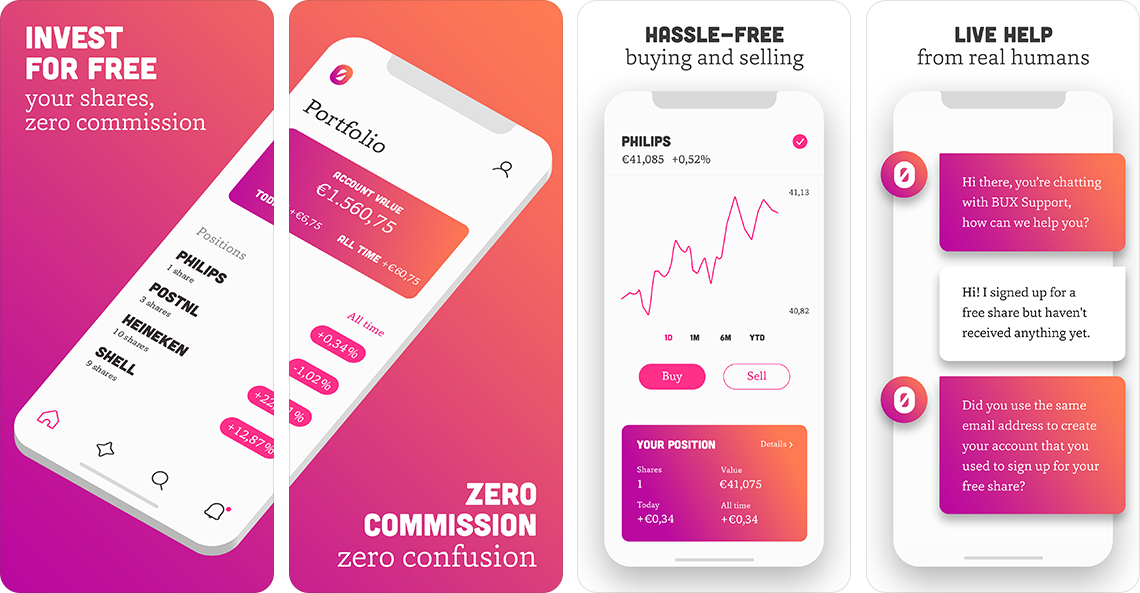 INVEST
FOR FREE
your shares,
zero commission
TOD
Positions
PHILIPS
1 share
POSTNL
3 shares
HEINEKEN
10 shares
SHELL
9 shares
+22,
+12,87%
Portfolio
ACCOUNT VALUE
€1.560,75
+€6,75
ALL TIME +€60,75
All time
+0,34%
-1,02%
1%
%
ZERO
COMMISSION
zero confusion
HASSLE-FREE
buying and selling
PHILIPS
€41,085 +0,52%
41,13
40,82
1D 1M 6M YTD
Buy Sell
YOUR POSITION Details >
Shares Value
1 €41,075
Today All time
+€0,34 +€0,34
LIVE HELP
from real humans
Hi there, you're chatting
with BUX Support,
how can we help you?
Hi! I signed up for a
free share but haven't
received anything yet.
Did you use the same
email address to create
your account that you
used to sign up for your
free share?